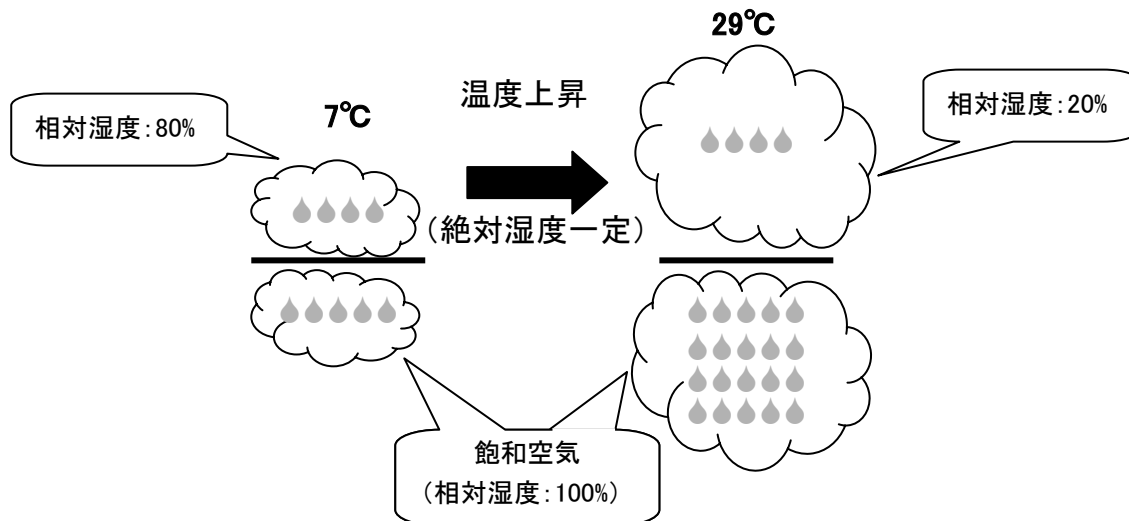 29℃
温度上昇
相対湿度:80%
7℃
相対湿度:20%
(絶対湿度一定)
飽和空気
(相対湿度:100%)